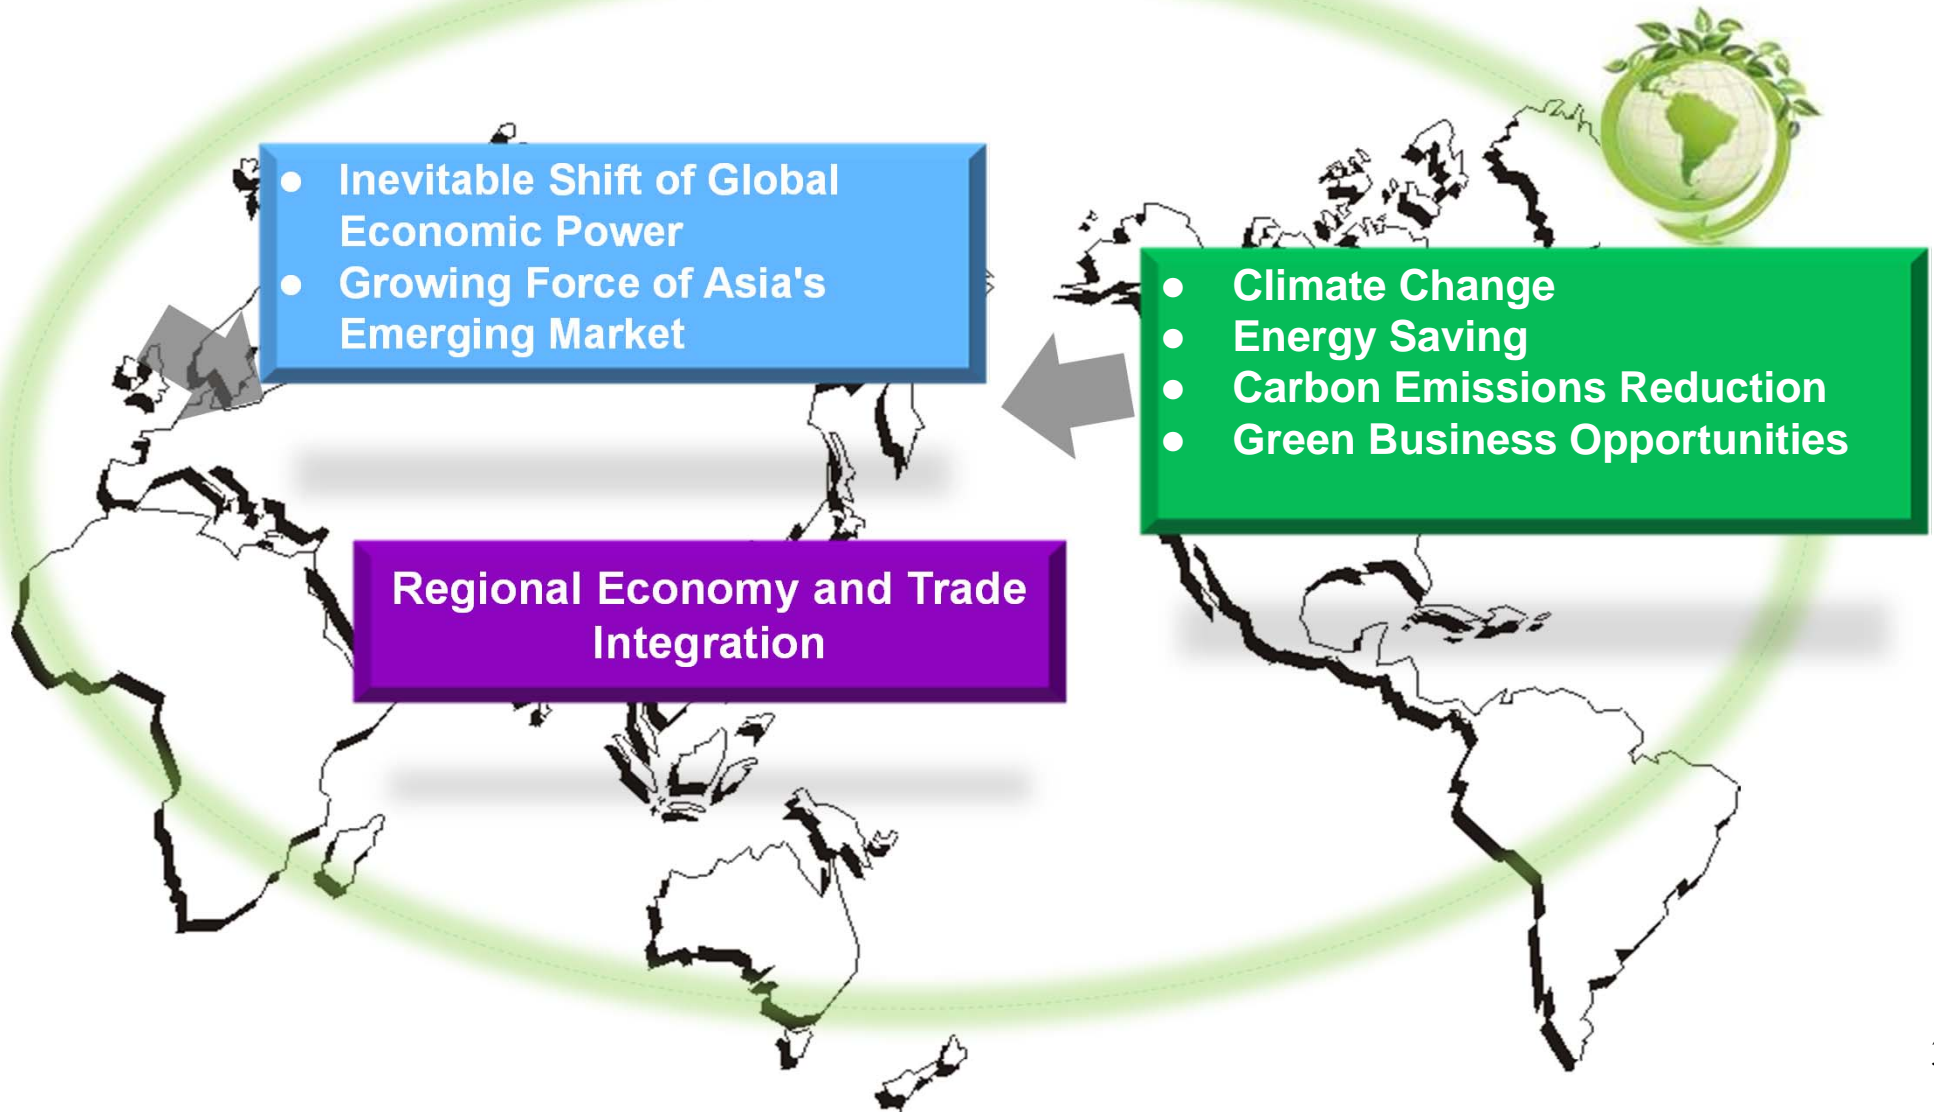 ● Inevitable Shift of Global
Economic Power
● Growing Force of Asia's
Emerging Market
● Climate Change
● Energy Saving
● Carbon Emissions Reduction
● Green Business Opportunities
Regional Economy and Trade
Integration